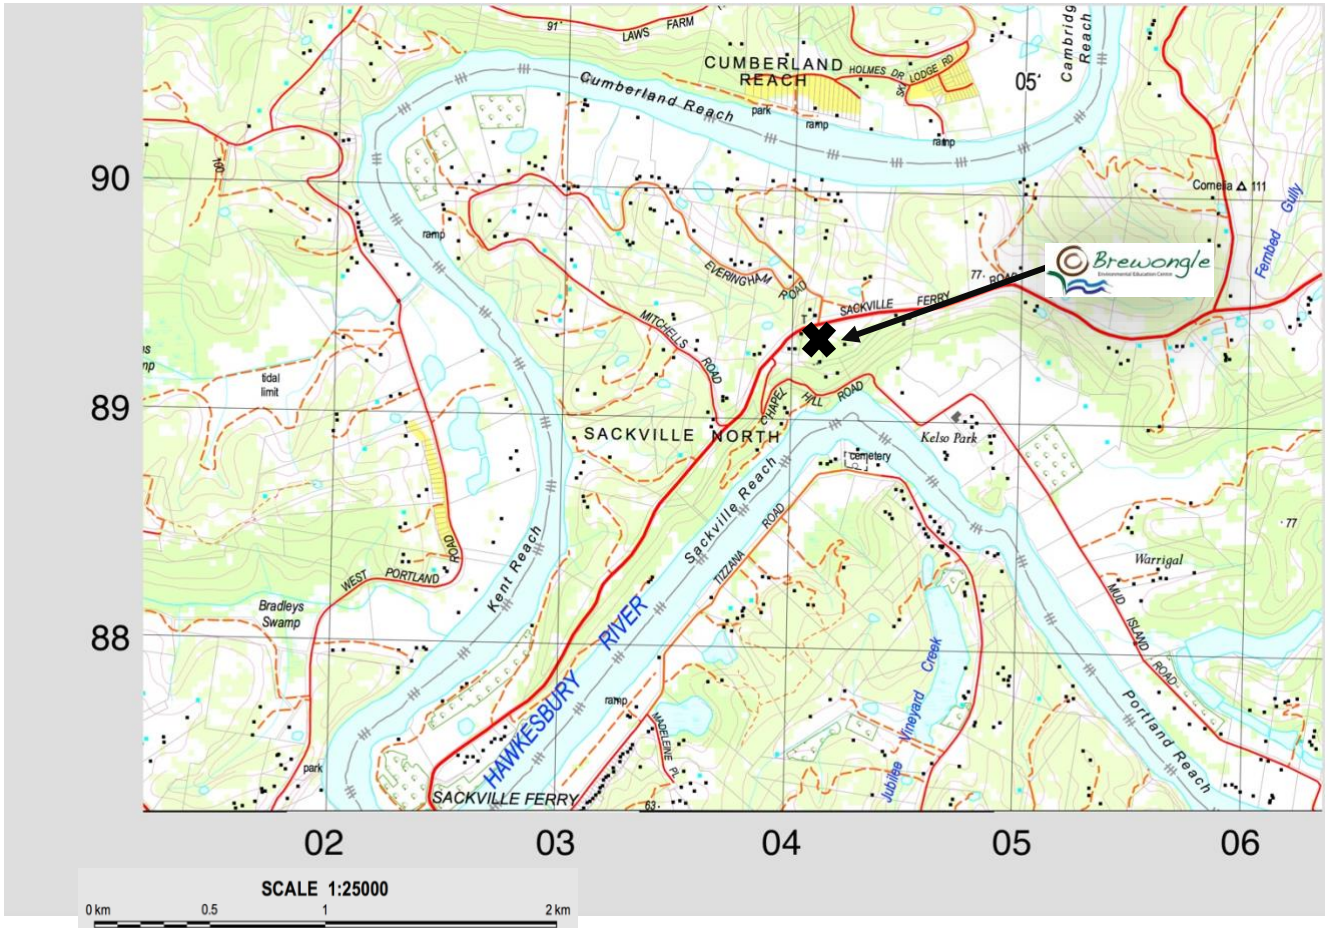 91
LAWS FARM
CUMBERLAND
REACH
HOLMES DR
LODGE RD
05'
Cambridg
Reach
Cumberland Reach
park
ramp
ramp
90
100
Cornelia 111
Fernbed Gully
ramp
Brewongle
Environmental Education Centre
EVERINGHAM
ROAD
77
ROAD
SACKVILLE FERRY
T
MITCHELLS
ROAD
tidal
limit
CHAPEL HILL ROAD
89
SACKVILLE NORTH
Kelso Park
cemetery
Sackville Reach
TIZZANA ROAD
77
Kent Reach
WEST PORTLAND ROAD
Warrigal
Bradleys
Swamp
MUD ISLAND ROAD
88
HAWKESBURY RIVER
Jubilee Vineyard Creek
Portland Reach
ramp
MADELEINE PL
park
SACKVILLE FERRY
63
02
03
04
05
06
SCALE 1:25000
0 km
0.5
1
2 km